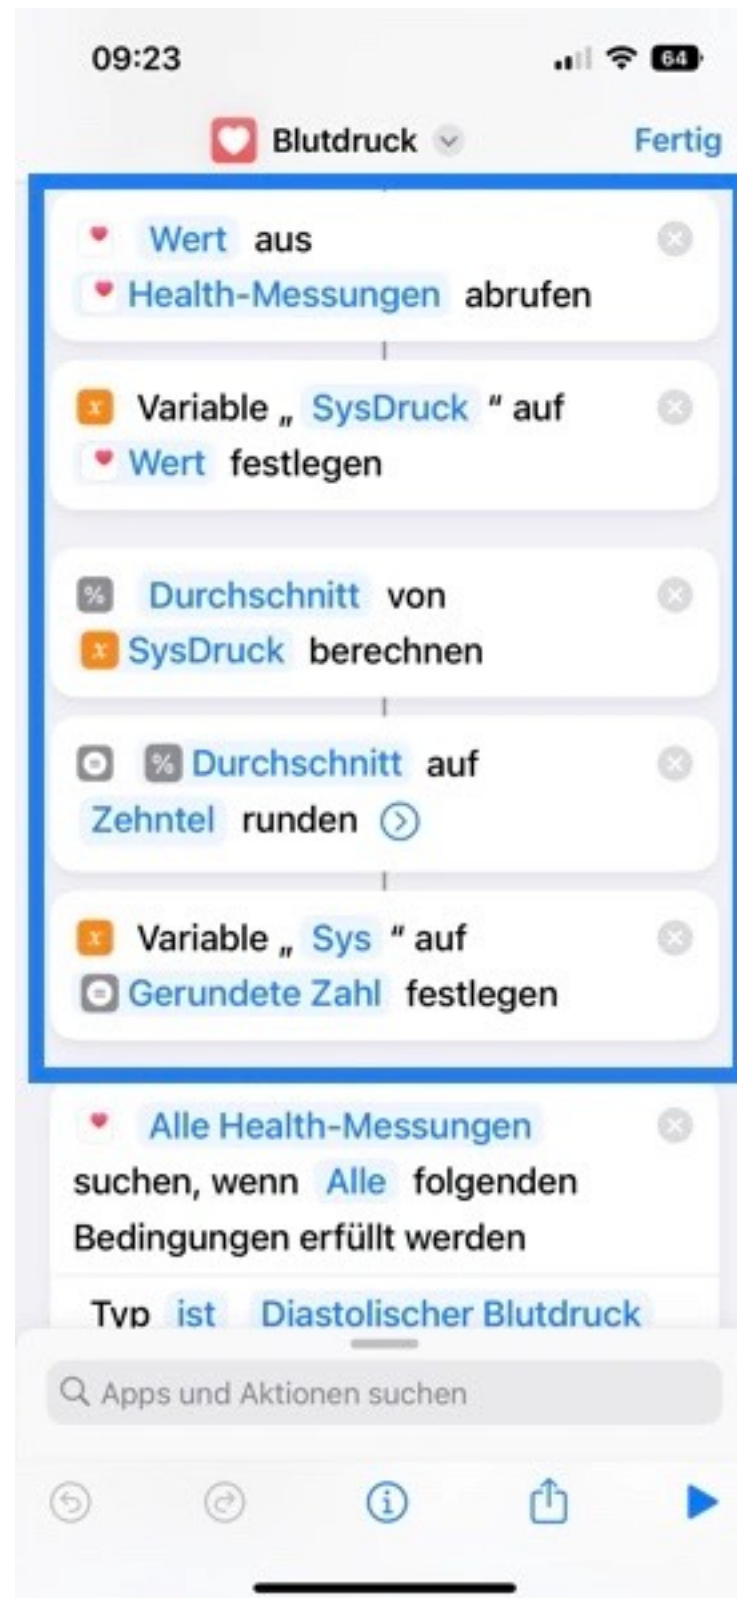 09:23
64
Blutdruck
Fertig
Wert aus
Health-Messungen abrufen
x Variable „ SysDruck “ auf
Wert festlegen
% Durchschnitt von
x SysDruck berechnen
= % Durchschnitt auf
Zehntel runden
x Variable „ Sys “ auf
= Gerundete Zahl festlegen
Alle Health-Messungen
suchen, wenn Alle folgenden
Bedingungen erfüllt werden
Typ ist Diastolischer Blutdruck
Apps und Aktionen suchen